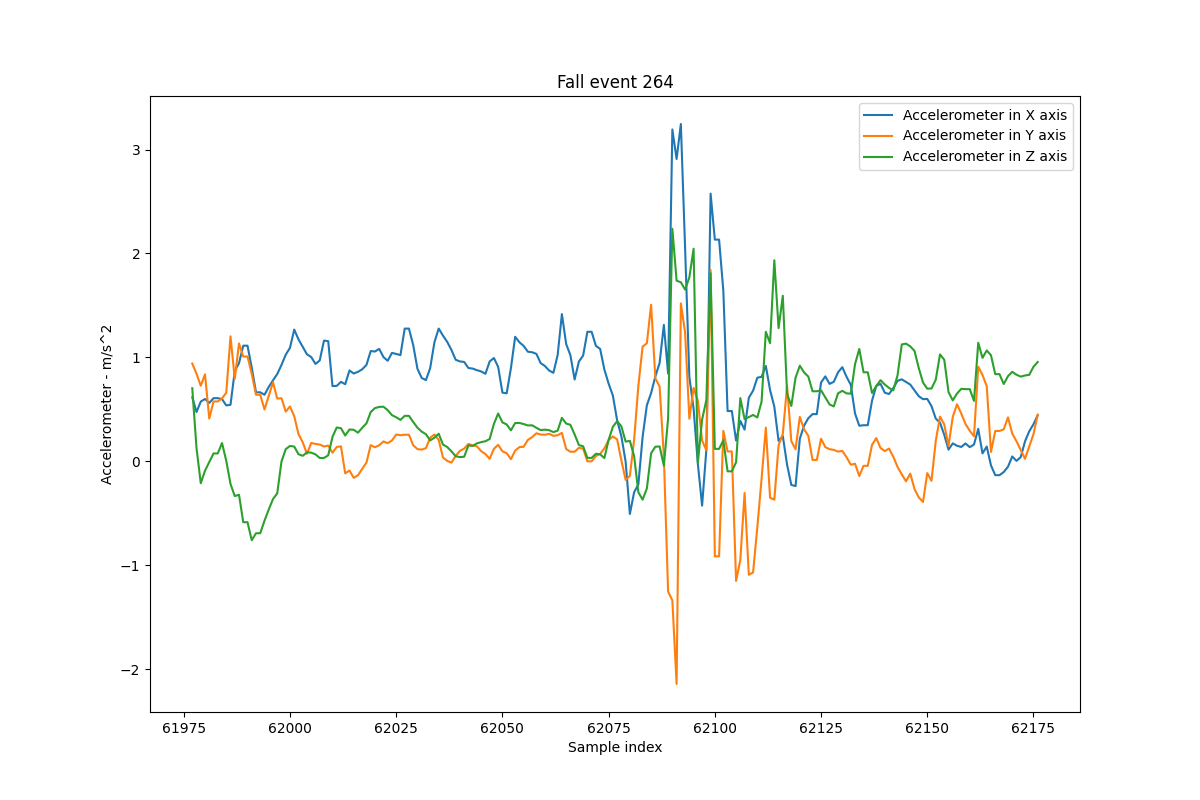 Fall event 264
Accelerometer in X axis
Accelerometer in Y axis
Accelerometer in Z axis
Accelerometer - m/s^2
3
2
1
0
−1
−2
61975 62000 62025 62050 62075 62100 62125 62150 62175
Sample index